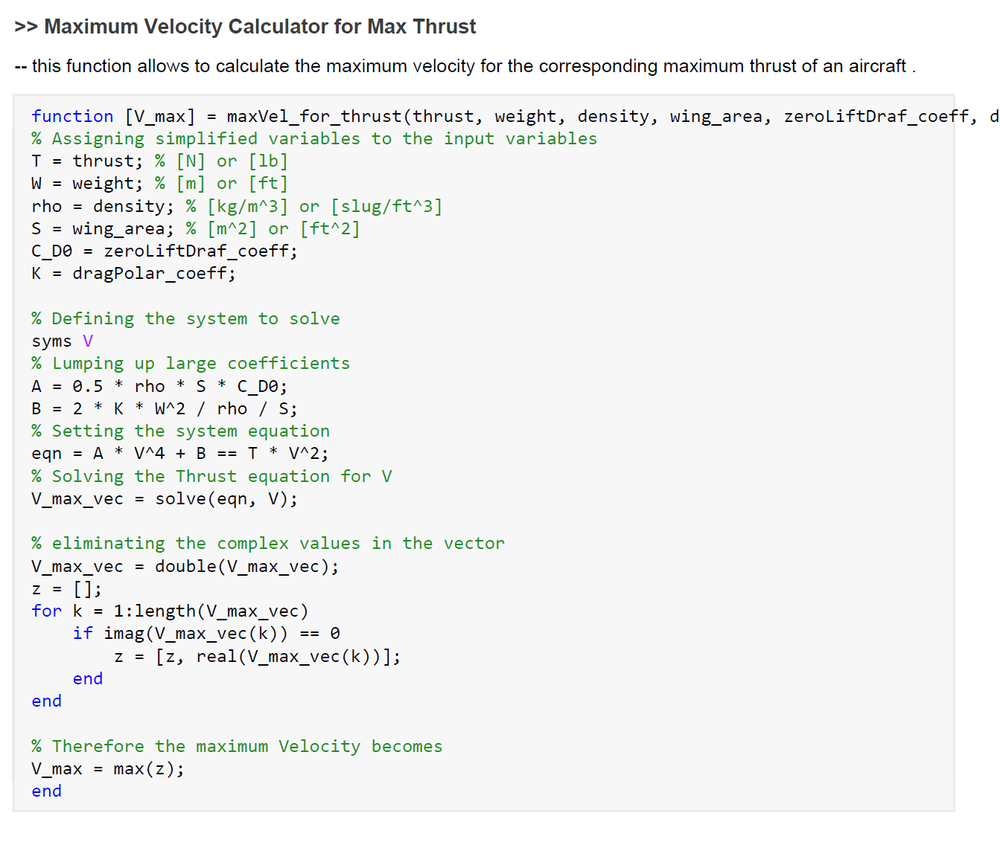 >> Maximum Velocity Calculator for Max Thrust
-- this function allows to calculate the maximum velocity for the corresponding maximum thrust of an aircraft .
function [V_max] = maxVel_for_thrust(thrust, weight, density, wing_area, zeroLiftDraf_coeff, d
% Assigning simplified variables to the input variables
T = thrust; % [N] or [lb]
W = weight; % [m] or [ft]
rho = density; % [kg/m^3] or [slug/ft^3]
S = wing_area; % [m^2] or [ft^2]
C_D0 = zeroLiftDraf_coeff;
K = dragPolar_coeff;
% Defining the system to solve
syms V
% Lumping up large coefficients
A = 0.5 * rho * S * C_D0;
B = 2 * K * W^2 / rho / S;
% Setting the system equation
eqn = A * V^4 + B == T * V^2;
% Solving the Thrust equation for V
V_max_vec = solve(eqn, V);
% eliminating the complex values in the vector
V_max_vec = double(V_max_vec);
z = [];
for k = 1:length(V_max_vec)
    if imag(V_max_vec(k)) == 0
        z = [z, real(V_max_vec(k))];
    end
end
% Therefore the maximum Velocity becomes
V_max = max(z);
end